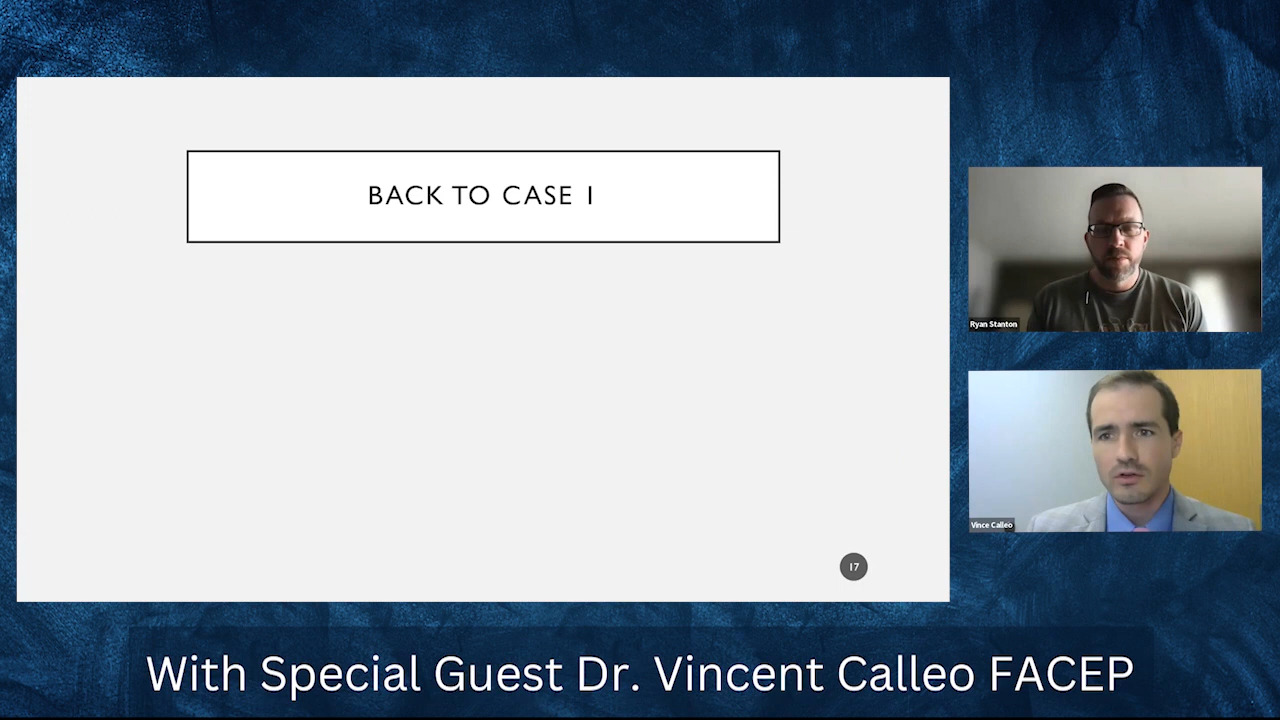 BACK TO CASE 1
17
Ryan Stanton
Vince Calleo
With Special Guest Dr. Vincent Calleo FACEP